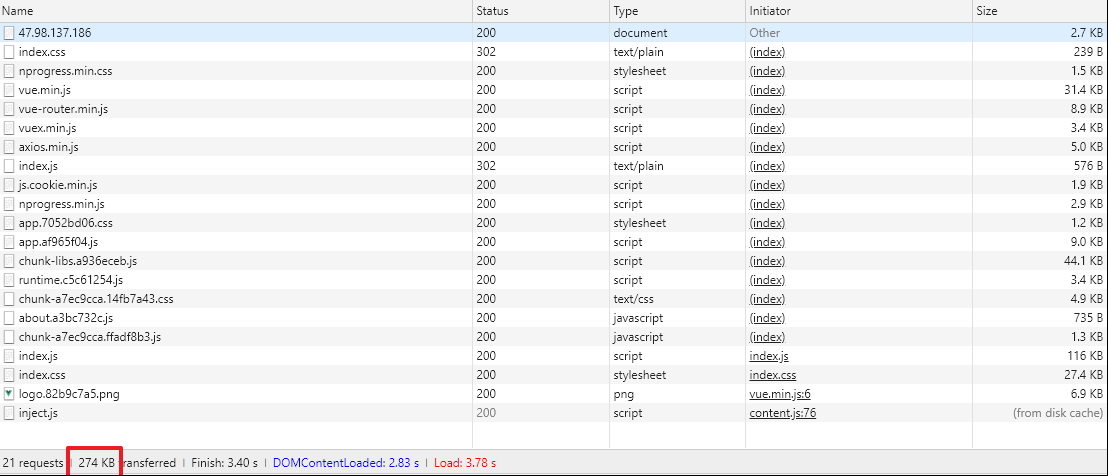 Name Status Type Initiator Size
47.98.137.186 200 document Other 2.7 KB
index.css 302 text/plain (index) 239 B
nprogress.min.css 200 stylesheet (index) 1.5 KB
vue.min.js 200 script (index) 31.4 KB
vue-router.min.js 200 script (index) 8.9 KB
vuex.min.js 200 script (index) 3.4 KB
axios.min.js 200 script (index) 5.0 KB
index.js 302 text/plain (index) 576 B
js.cookie.min.js 200 script (index) 1.9 KB
nprogress.min.js 200 script (index) 2.9 KB
app.7052bd06.css 200 stylesheet (index) 1.2 KB
app.af965f04.js 200 script (index) 9.0 KB
chunk-libs.a936eceb.js 200 script (index) 44.1 KB
runtime.c5c61254.js 200 script (index) 3.4 KB
chunk-a7ec9cca.14fb7a43.css 200 text/css (index) 4.9 KB
about.a3bc732c.js 200 javascript (index) 735 B
chunk-a7ec9cca.ffadf8b3.js 200 javascript (index) 1.3 KB
index.js 200 script index.js 116 KB
index.css 200 stylesheet index.css 27.4 KB
logo.82b9c7a5.png 200 png vue.min.js:6 6.9 KB
inject.js 200 script content.js:76 (from disk cache)
21 requests | 274 KB transferred | Finish: 3.40 s | DOMContentLoaded: 2.83 s | Load: 3.78 s